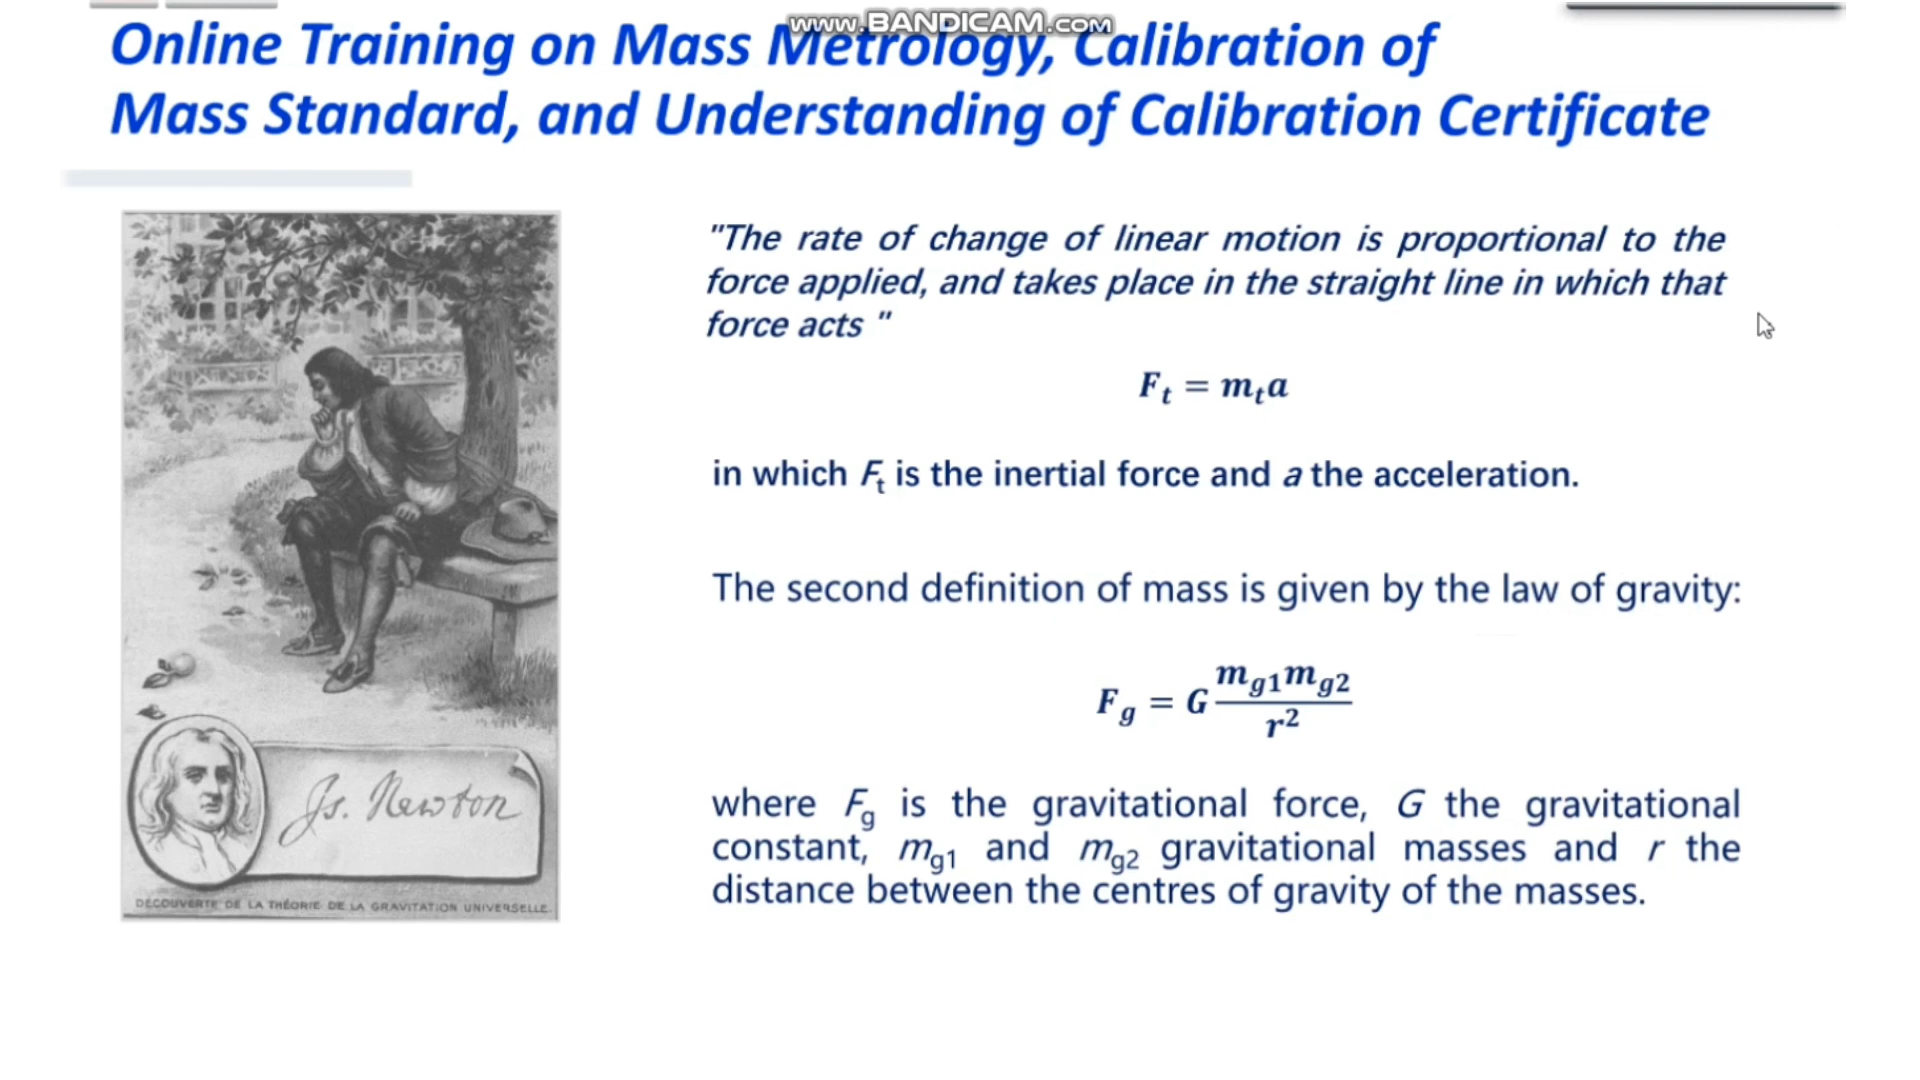 www.BANDICAM.com
Online Training on Mass Metrology, Calibration of
Mass Standard, and Understanding of Calibration Certificate
"The rate of change of linear motion is proportional to the
force applied, and takes place in the straight line in which that
force acts "
Fₜ = mₜa
in which Fₜ is the inertial force and a the acceleration.
The second definition of mass is given by the law of gravity:
F_g = G m_g1 m_g2 / r²
where F_g is the gravitational force, G the gravitational
constant, m_g1 and m_g2 gravitational masses and r the
distance between the centres of gravity of the masses.
Js. Newton
DÉCOUVERTE DE LA THÉORIE DE LA GRAVITATION UNIVERSELLE